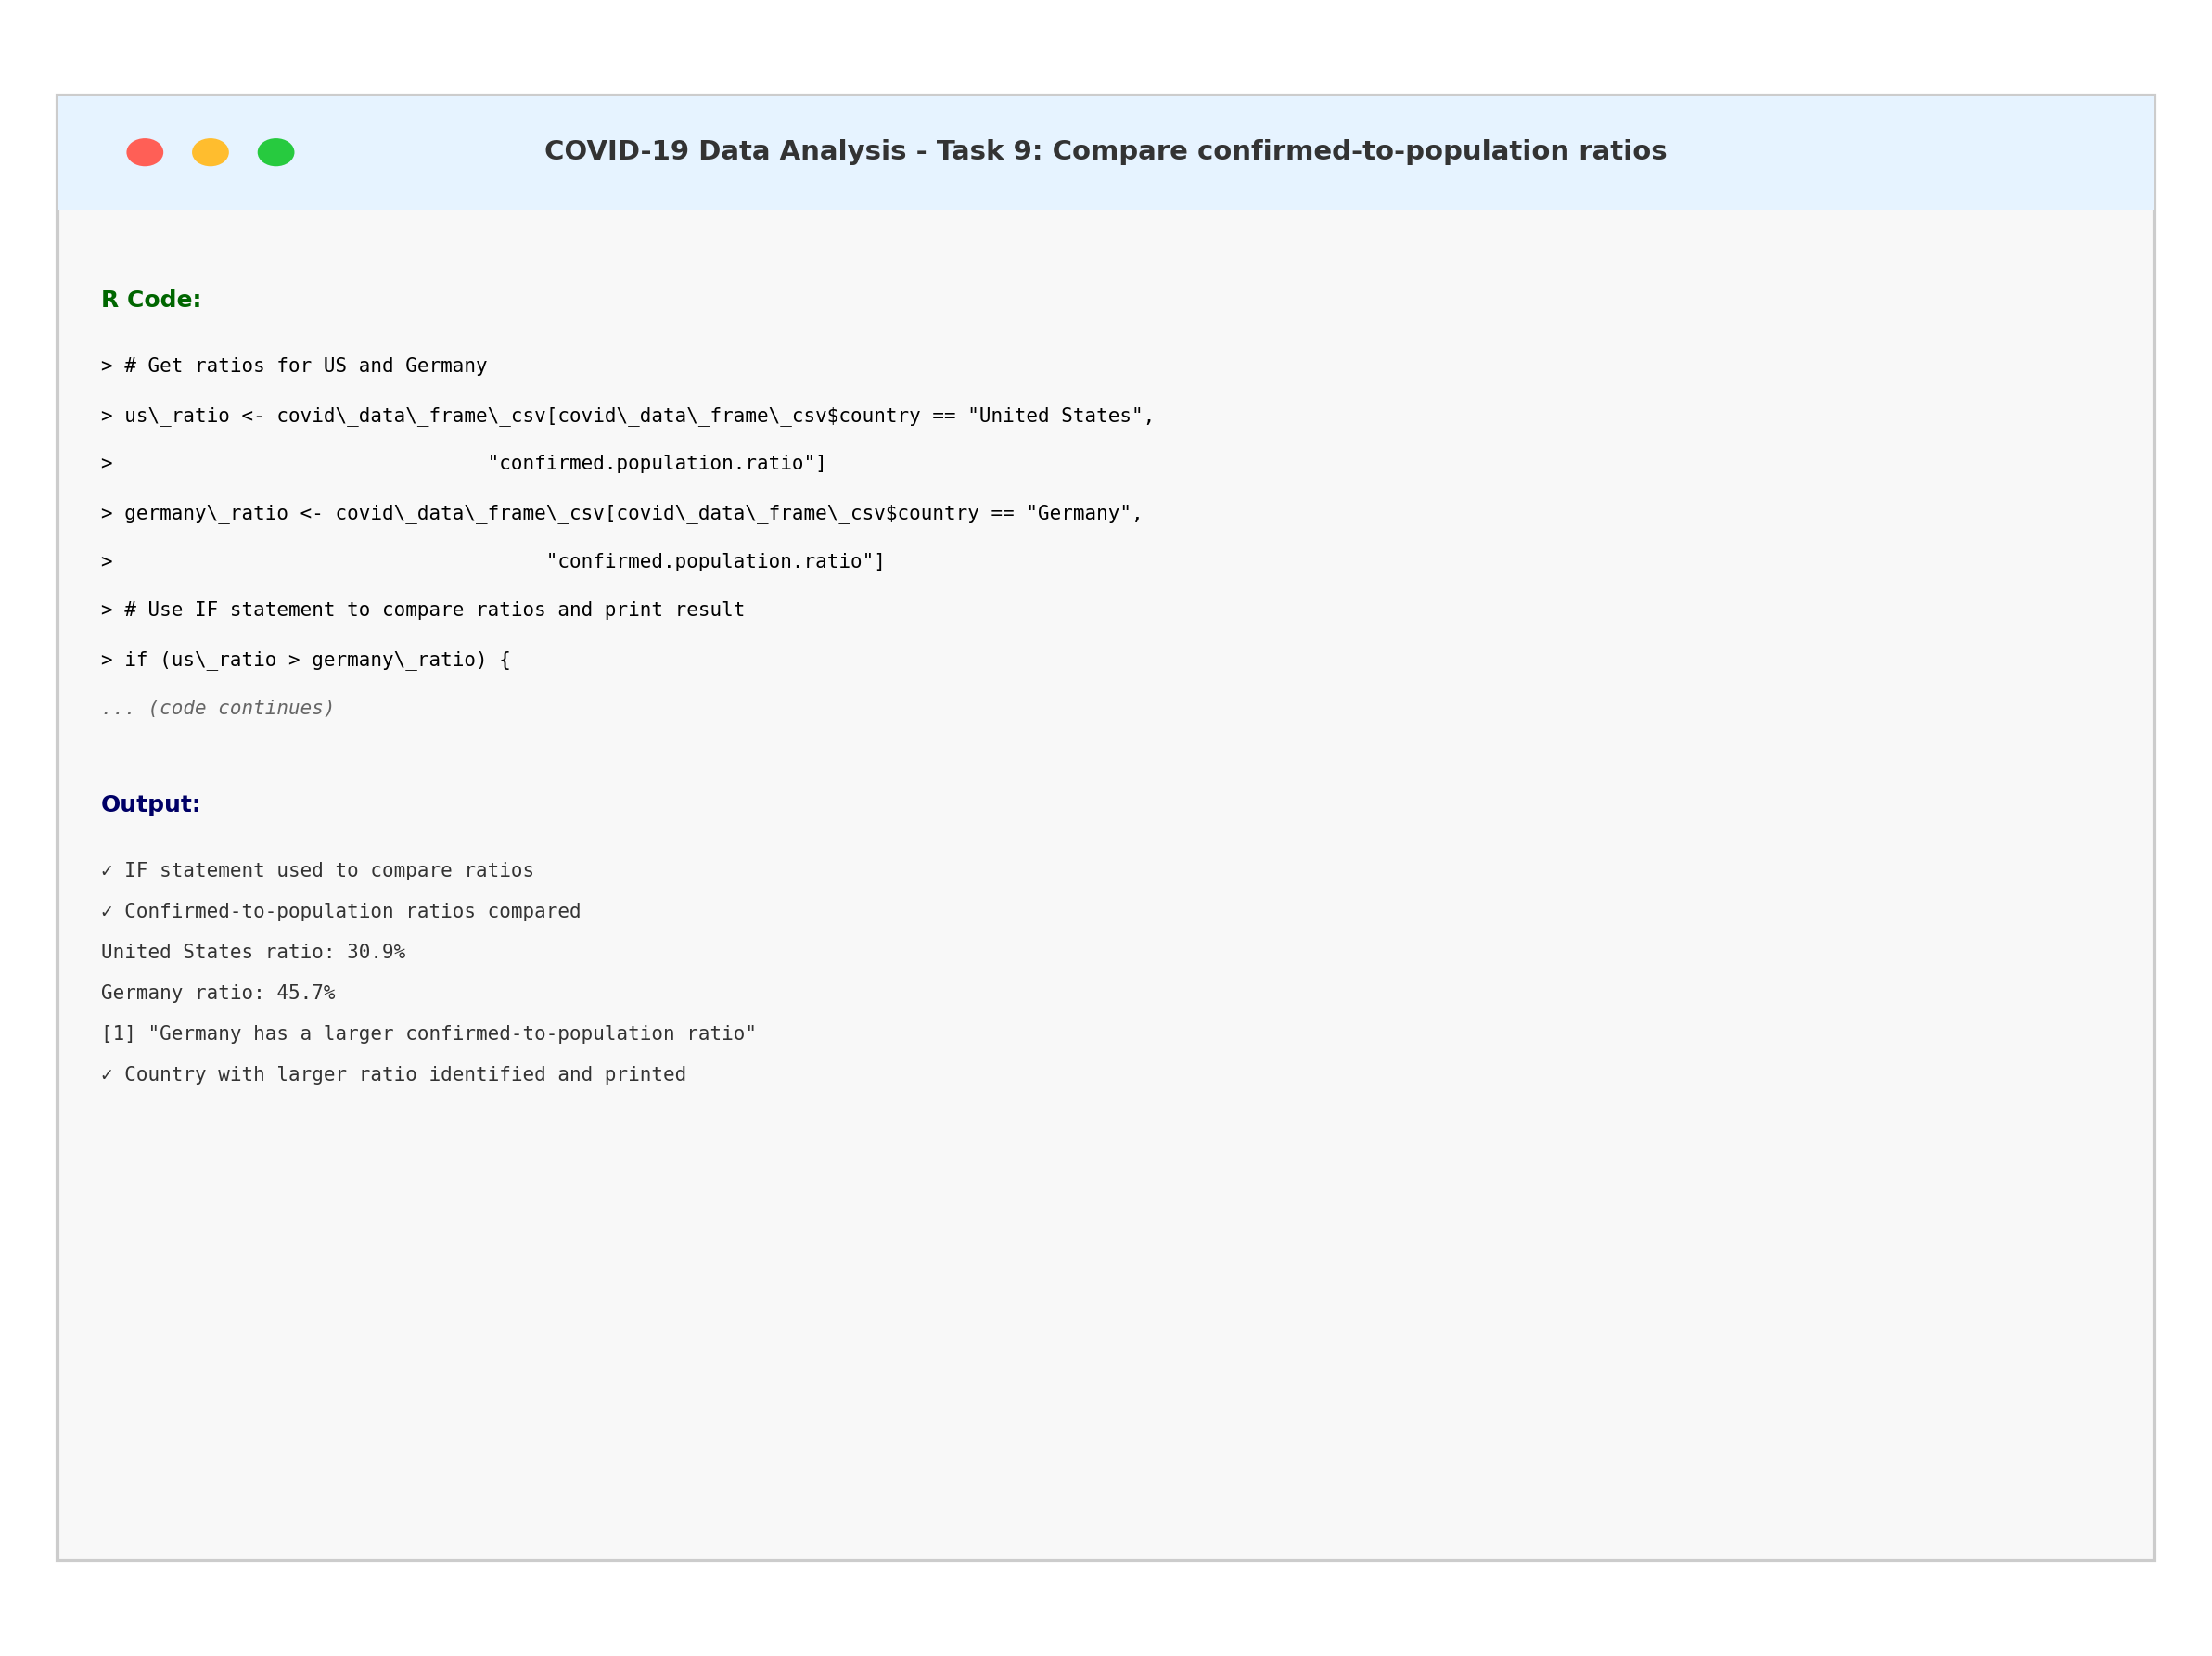 COVID-19 Data Analysis - Task 9: Compare confirmed-to-population ratios
R Code:
> # Get ratios for US and Germany
> us\_ratio <- covid\_data\_frame\_csv[covid\_data\_frame\_csv$country == "United States",
>                                "confirmed.population.ratio"]
> germany\_ratio <- covid\_data\_frame\_csv[covid\_data\_frame\_csv$country == "Germany",
>                                     "confirmed.population.ratio"]
> # Use IF statement to compare ratios and print result
> if (us\_ratio > germany\_ratio) {
... (code continues)
Output:
✓ IF statement used to compare ratios
✓ Confirmed-to-population ratios compared
United States ratio: 30.9%
Germany ratio: 45.7%
[1] "Germany has a larger confirmed-to-population ratio"
✓ Country with larger ratio identified and printed